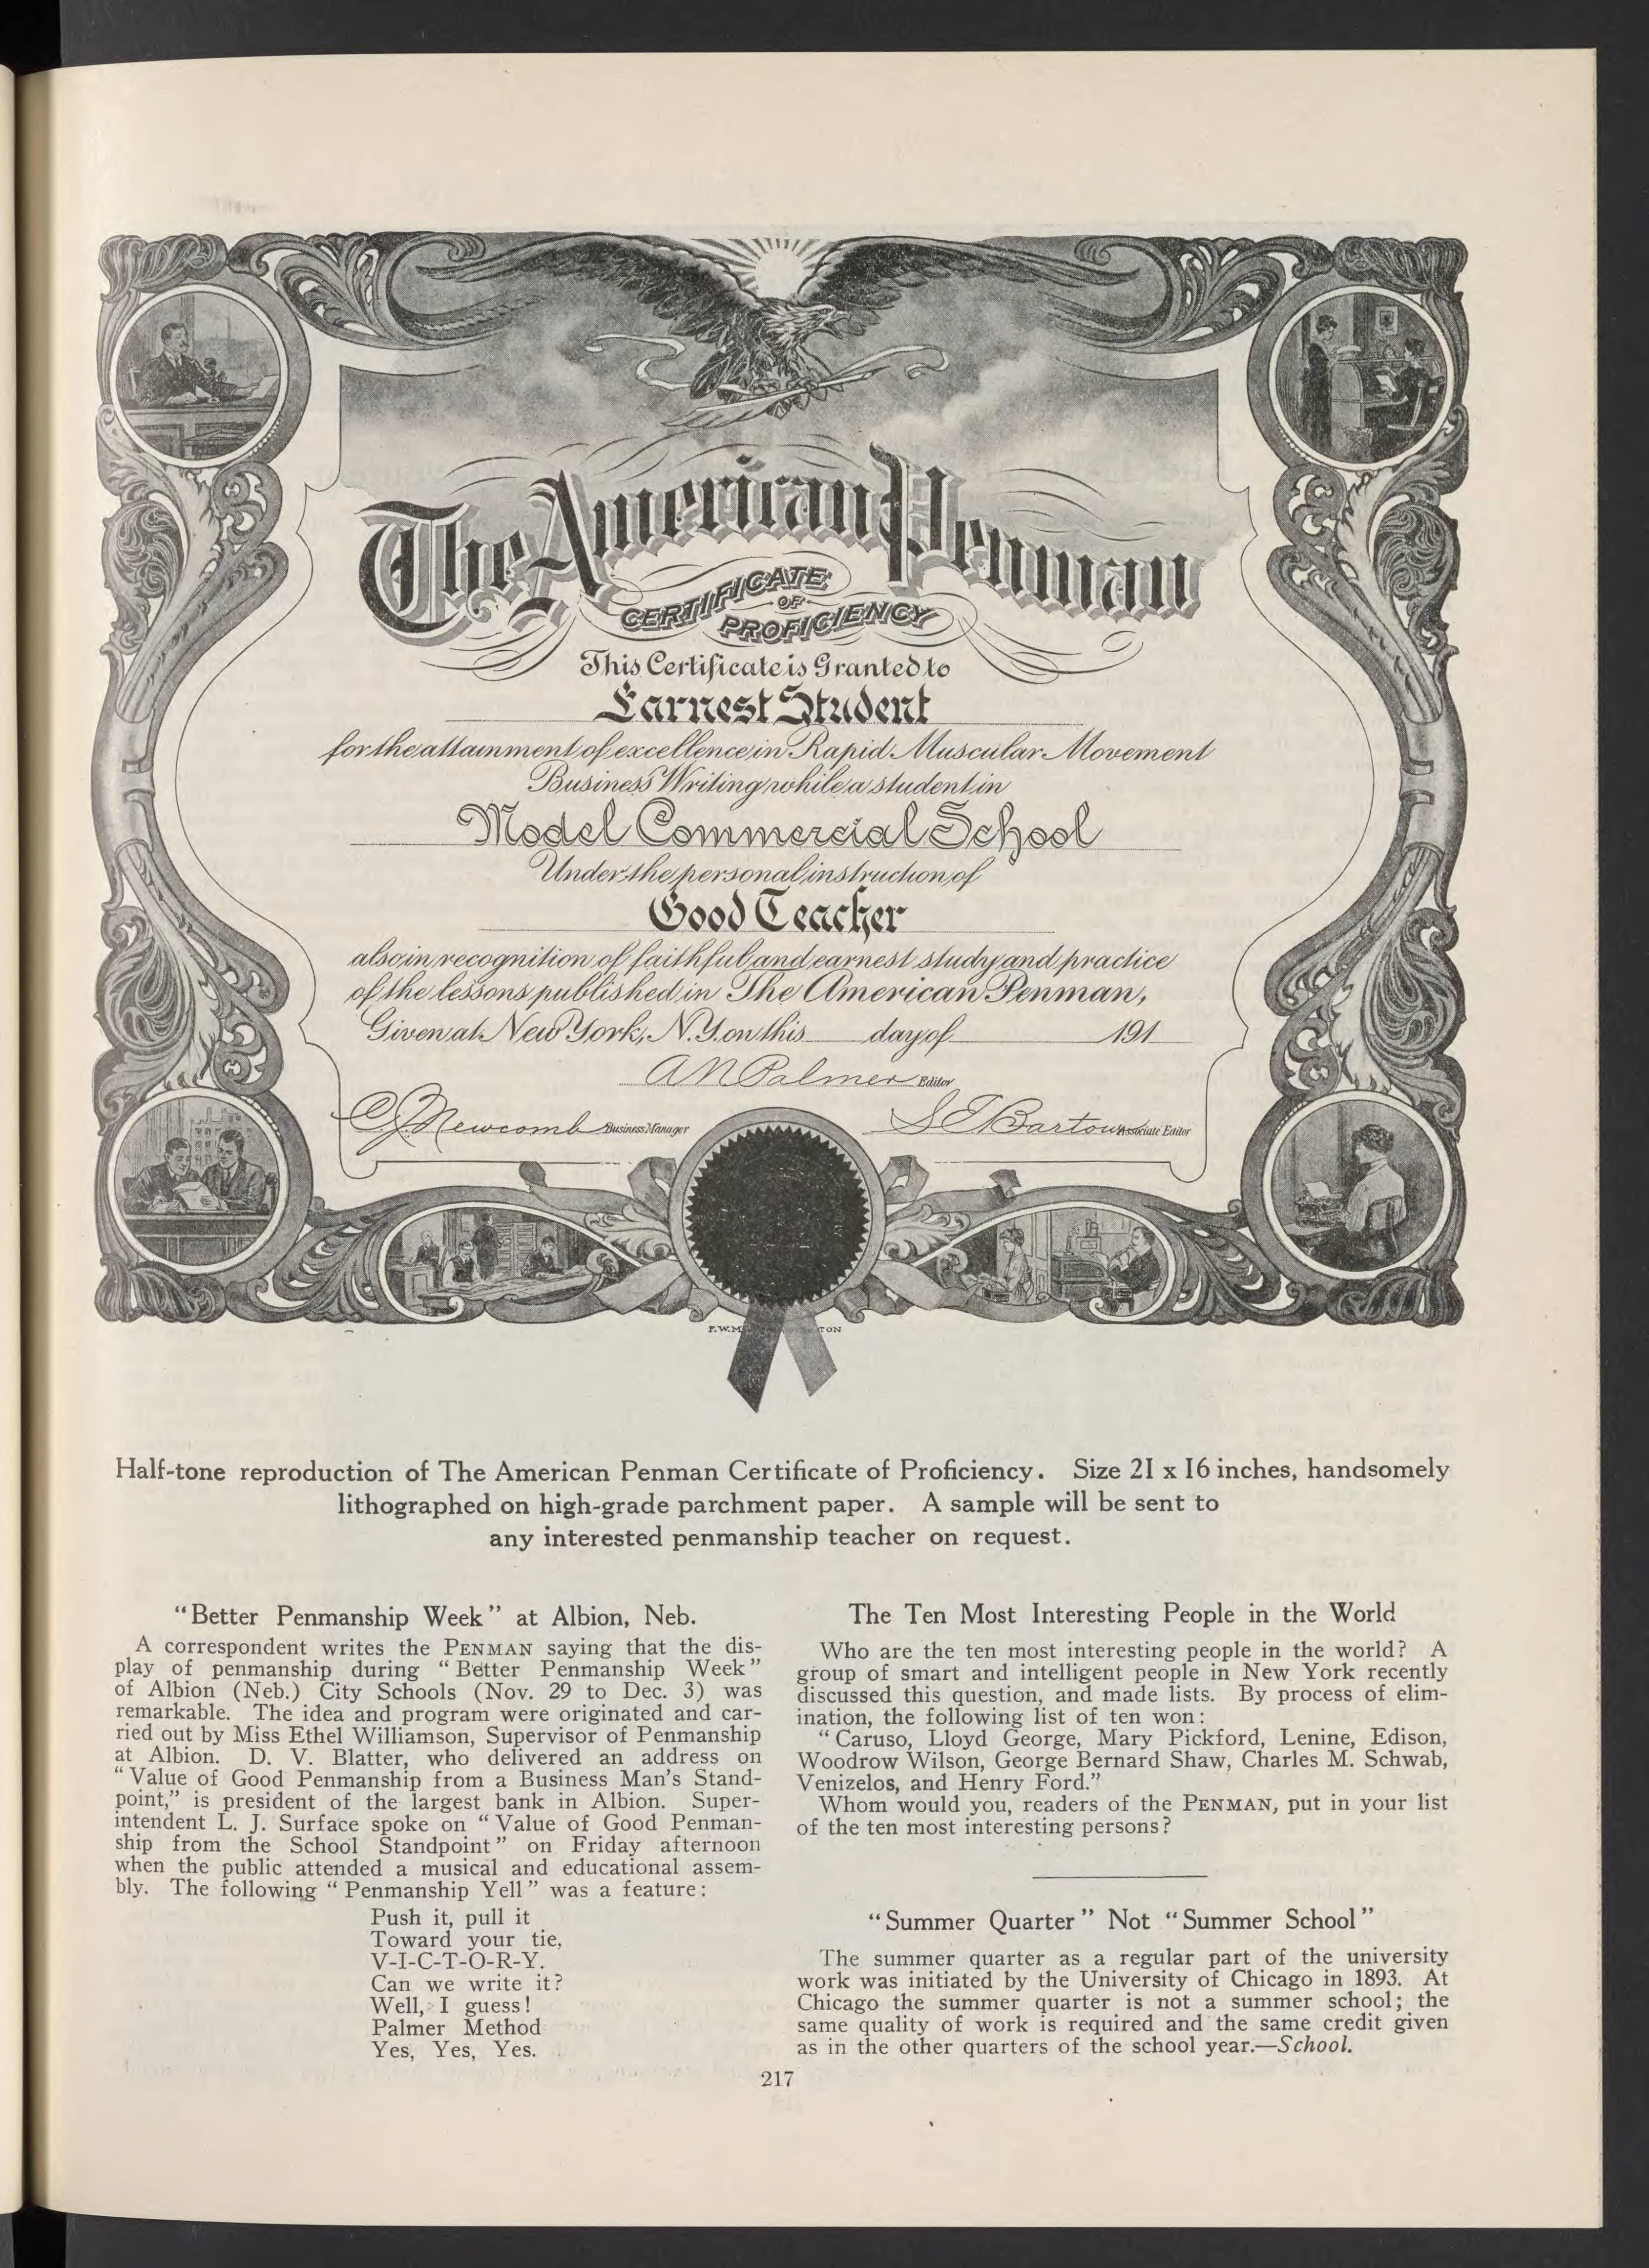 The American Penman
CERTIFICATE
OF
PROFICIENCY
This Certificate is Granted to
Earnest Student
for the attainment of excellence in Rapid Muscular Movement
Business Writing while a student in
Model Commercial School
Under the personal instruction of
Good Teacher
also in recognition of faithful and earnest study and practice
of the lessons published in The American Penman,
Given at New York, N.Y. on this day of 191
A N Palmer Editor
C J Newcomb Business Manager
S E Bartow Associate Editor
F.W.M TON
Half-tone reproduction of The American Penman Certificate of Proficiency. Size 21 x 16 inches, handsomely
lithographed on high-grade parchment paper. A sample will be sent to
any interested penmanship teacher on request.
"Better Penmanship Week" at Albion, Neb.
A correspondent writes the PENMAN saying that the dis-
play of penmanship during "Better Penmanship Week"
of Albion (Neb.) City Schools (Nov. 29 to Dec. 3) was
remarkable. The idea and program were originated and car-
ried out by Miss Ethel Williamson, Supervisor of Penmanship
at Albion. D. V. Blatter, who delivered an address on
"Value of Good Penmanship from a Business Man's Stand-
point," is president of the largest bank in Albion. Super-
intendent L. J. Surface spoke on "Value of Good Penman-
ship from the School Standpoint" on Friday afternoon
when the public attended a musical and educational assem-
bly. The following "Penmanship Yell" was a feature:
Push it, pull it
Toward your tie,
V-I-C-T-O-R-Y.
Can we write it?
Well, I guess!
Palmer Method
Yes, Yes, Yes.
The Ten Most Interesting People in the World
Who are the ten most interesting people in the world? A
group of smart and intelligent people in New York recently
discussed this question, and made lists. By process of elim-
ination, the following list of ten won:
"Caruso, Lloyd George, Mary Pickford, Lenine, Edison,
Woodrow Wilson, George Bernard Shaw, Charles M. Schwab,
Venizelos, and Henry Ford."
Whom would you, readers of the PENMAN, put in your list
of the ten most interesting persons?
"Summer Quarter" Not "Summer School"
The summer quarter as a regular part of the university
work was initiated by the University of Chicago in 1893. At
Chicago the summer quarter is not a summer school; the
same quality of work is required and the same credit given
as in the other quarters of the school year.—School.
217